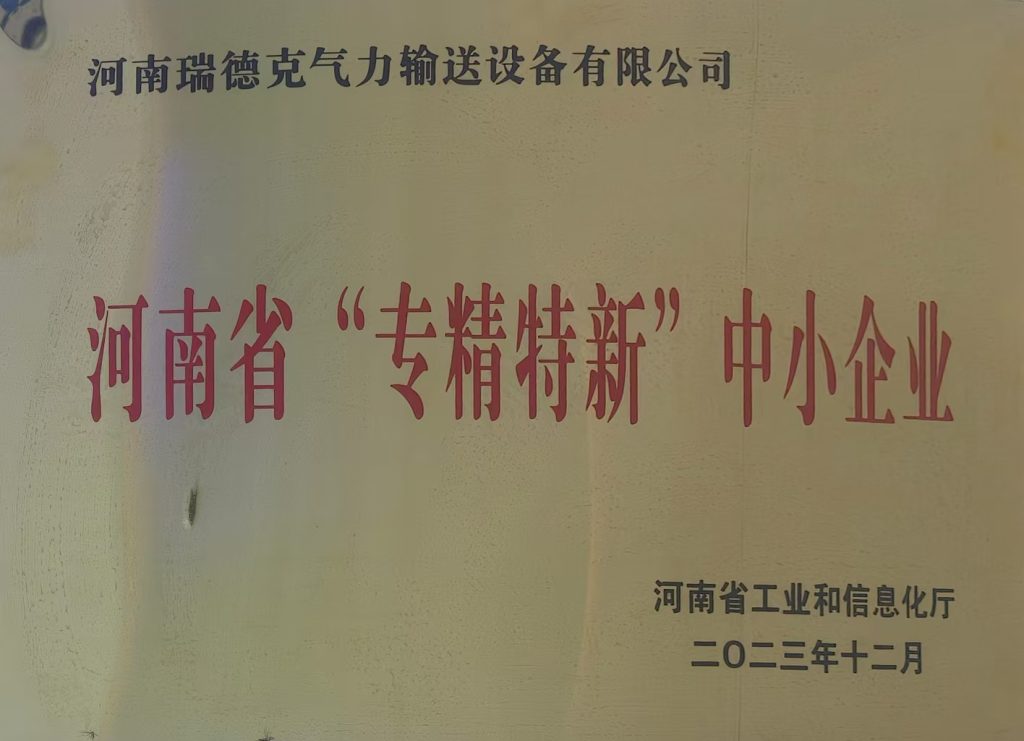 河南瑞德克气力输送设备有限公司
河南省“专精特新”中小企业
河南省工业和信息化厅
二〇二三年十二月